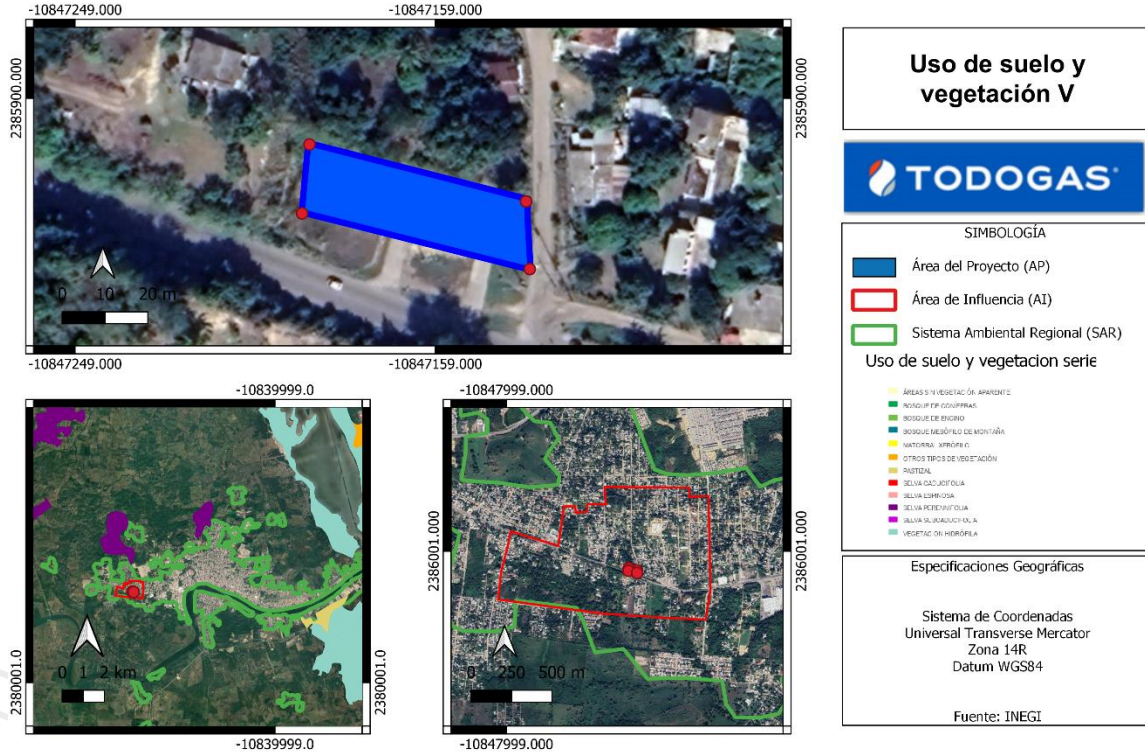 -10847249.000
-10847159.000
2385900.000
2385900.000
0 10 20 m
-10847249.000
-10847159.000
-10839999.0
2380001.0
0 1 2 km
-10839999.0
-10847999.000
2386001.000
2386001.000
0 250 500 m
-10847999.000
Uso de suelo y
vegetación V
TODOGAS
SIMBOLOGÍA
Área del Proyecto (AP)
Área de Influencia (AI)
Sistema Ambiental Regional (SAR)
Uso de suelo y vegetacion serie
ÁREAS SIN VEGETACIÓN APARENTE
BOSQUE DE CONÍFERAS
BOSQUE DE ENCINO
BOSQUE MESÓFILO DE MONTAÑA
MATORRAL XERÓFILO
OTROS TIPOS DE VEGETACIÓN
PASTIZAL
SELVA CADUCIFOLIA
SELVA ESPINOSA
SELVA PERENNIFOLIA
SELVA SUBCADUCIFOLIA
VEGETACIÓN HIDRÓFILA
Especificaciones Geográficas
Sistema de Coordenadas
Universal Transverse Mercator
Zona 14R
Datum WGS84
Fuente: INEGI